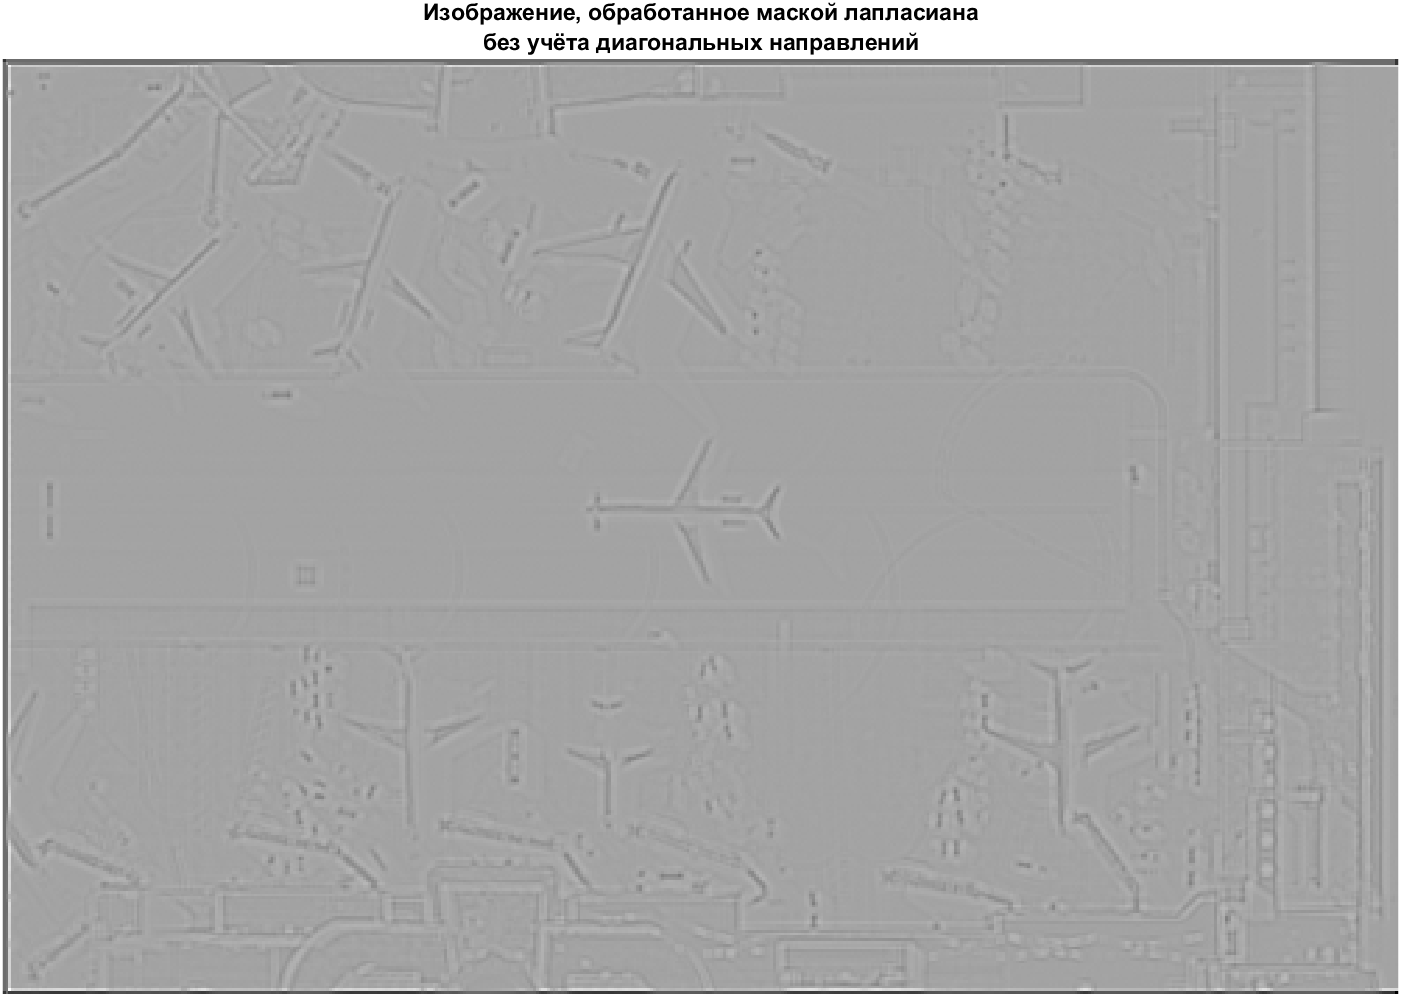 Изображение, обработанное маской лапласиана
без учёта диагональных направлений